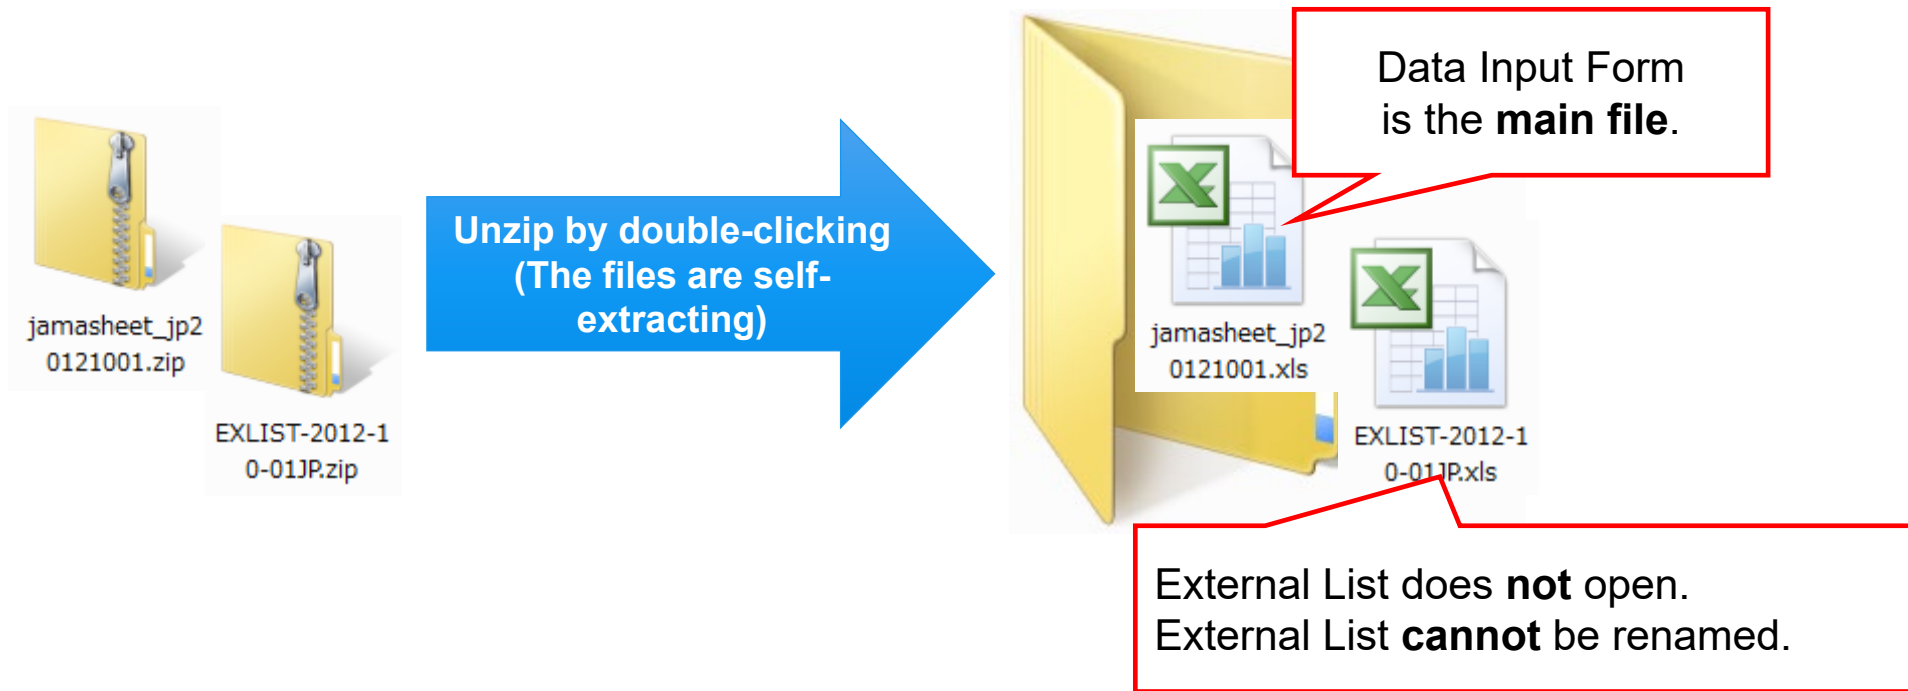 jamasheet_jp2
0121001.zip
EXLIST-2012-1
0-01JP.zip
Unzip by double-clicking
(The files are self-
extracting)
Data Input Form
is the main file.
jamasheet_jp2
0121001.xls
EXLIST-2012-1
0-01JP.xls
External List does not open.
External List cannot be renamed.